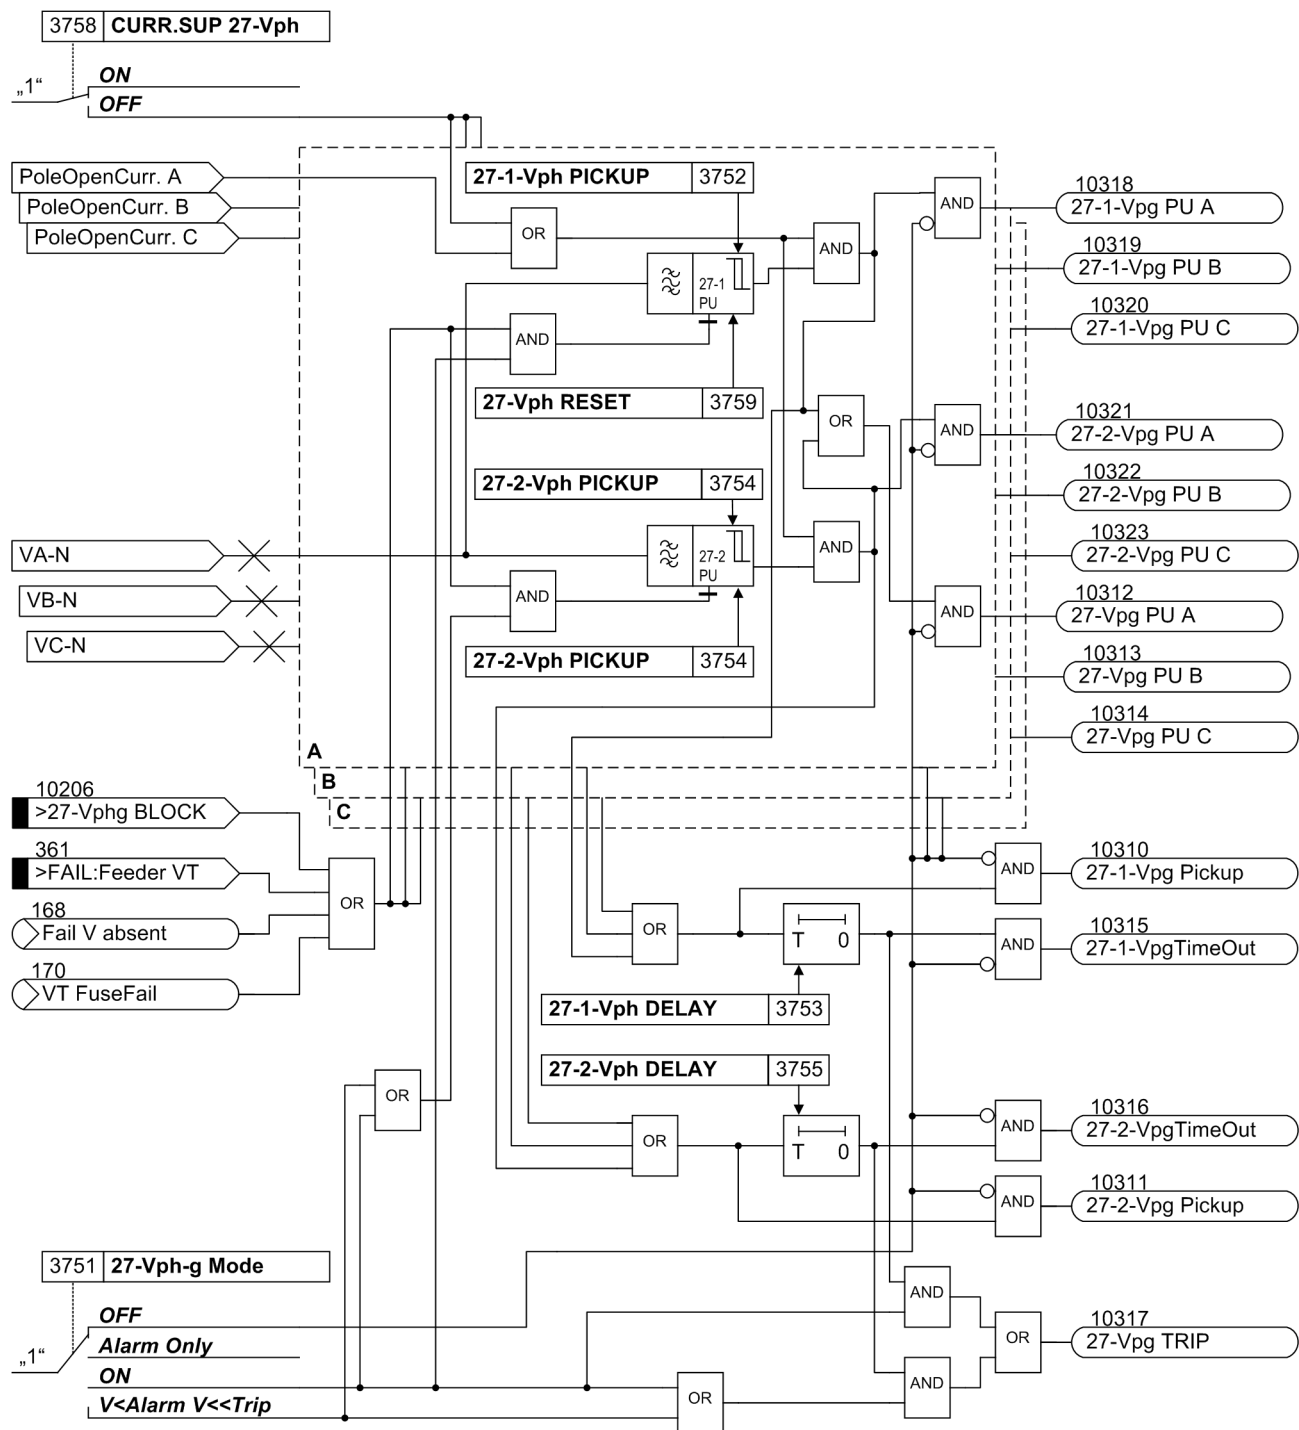 3758 CURR.SUP 27-Vph
ON
„1“
OFF
PoleOpenCurr. A
PoleOpenCurr. B
PoleOpenCurr. C
27-1-Vph PICKUP 3752
OR
27-1
PU
AND
AND
AND
27-Vph RESET 3759
OR
AND
27-2-Vph PICKUP 3754
VA-N
VB-N
VC-N
27-2
PU
AND
AND
AND
27-2-Vph PICKUP 3754
A
B
C
10318
27-1-Vpg PU A
10319
27-1-Vpg PU B
10320
27-1-Vpg PU C
10321
27-2-Vpg PU A
10322
27-2-Vpg PU B
10323
27-2-Vpg PU C
10312
27-Vpg PU A
10313
27-Vpg PU B
10314
27-Vpg PU C
10206
>27-Vphg BLOCK
361
>FAIL:Feeder VT
168
Fail V absent
170
VT FuseFail
OR
OR
T 0
AND
10310
27-1-Vpg Pickup
AND
10315
27-1-VpgTimeOut
27-1-Vph DELAY 3753
27-2-Vph DELAY 3755
OR
OR
T 0
AND
10316
27-2-VpgTimeOut
AND
10311
27-2-Vpg Pickup
3751 27-Vph-g Mode
OFF
Alarm Only
„1“
ON
V<Alarm V<<Trip
OR
AND
AND
OR
10317
27-Vpg TRIP